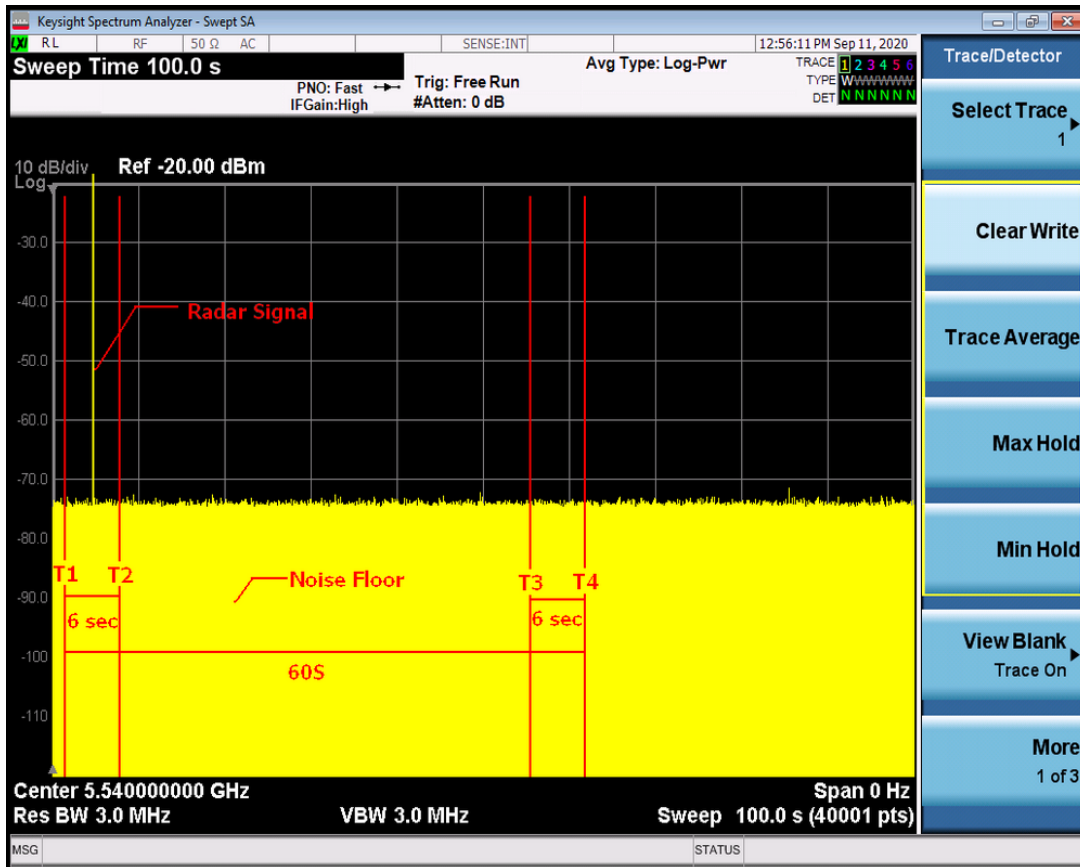 Keysight Spectrum Analyzer - Swept SA
LXI RL RF 50 Ω AC SENSE:INT 12:56:11 PM Sep 11, 2020
Sweep Time 100.0 s
PNO: Fast
IFGain:High
Trig: Free Run
#Atten: 0 dB
Avg Type: Log-Pwr
TRACE 1 2 3 4 5 6
TYPE WWWWWW
DET N N N N N N
10 dB/div
Log
Ref -20.00 dBm
-30.0
-40.0
Radar Signal
-50.0
-60.0
-70.0
-80.0
T1 T2 Noise Floor T3 T4
-90.0
6 sec 6 sec
-100
60S
-110
Center 5.540000000 GHz Span 0 Hz
Res BW 3.0 MHz VBW 3.0 MHz Sweep 100.0 s (40001 pts)
MSG STATUS
Trace/Detector
Select Trace
1
Clear Write
Trace Average
Max Hold
Min Hold
View Blank
Trace On
More
1 of 3